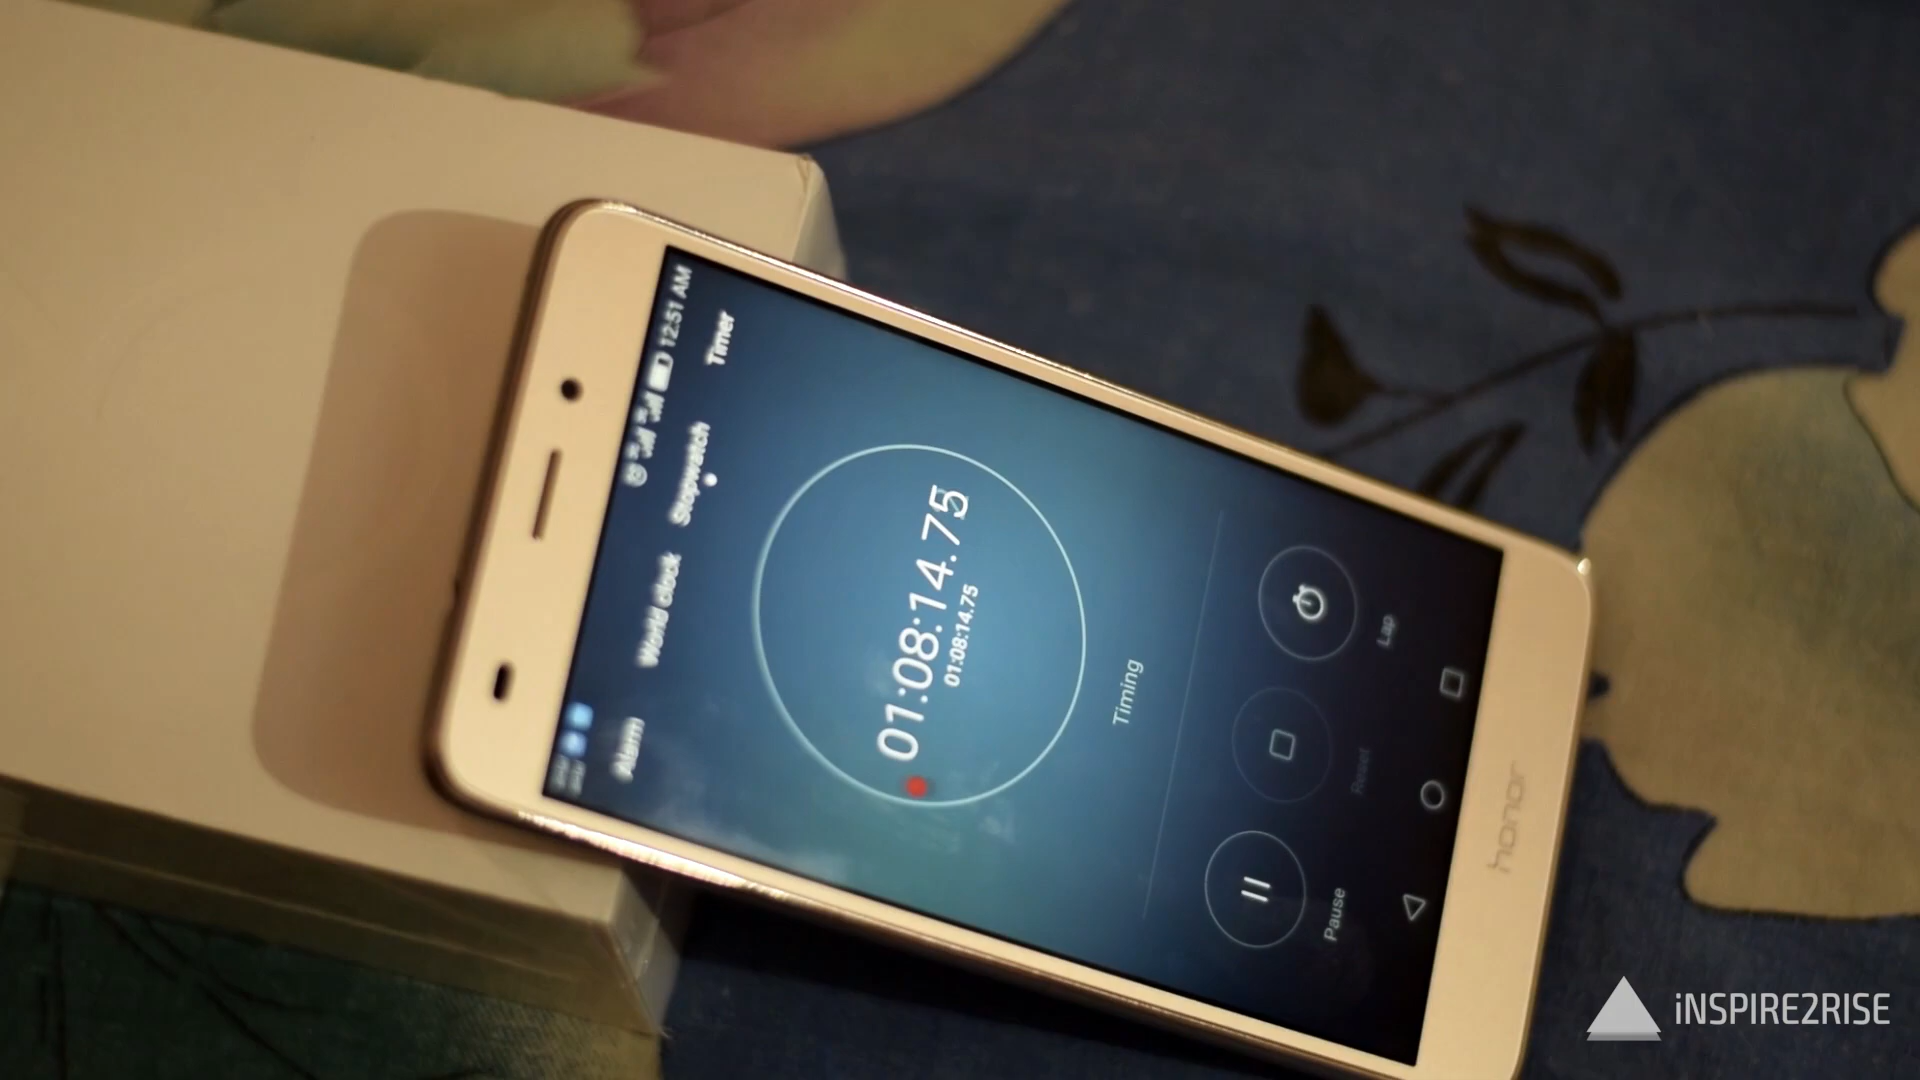 12:51 AM
Alarm
World clock
Stopwatch
Timer
01:08:14.75
01:08:14.75
Timing
Pause
Reset
Lap
honor
iNSPIRE2RISE